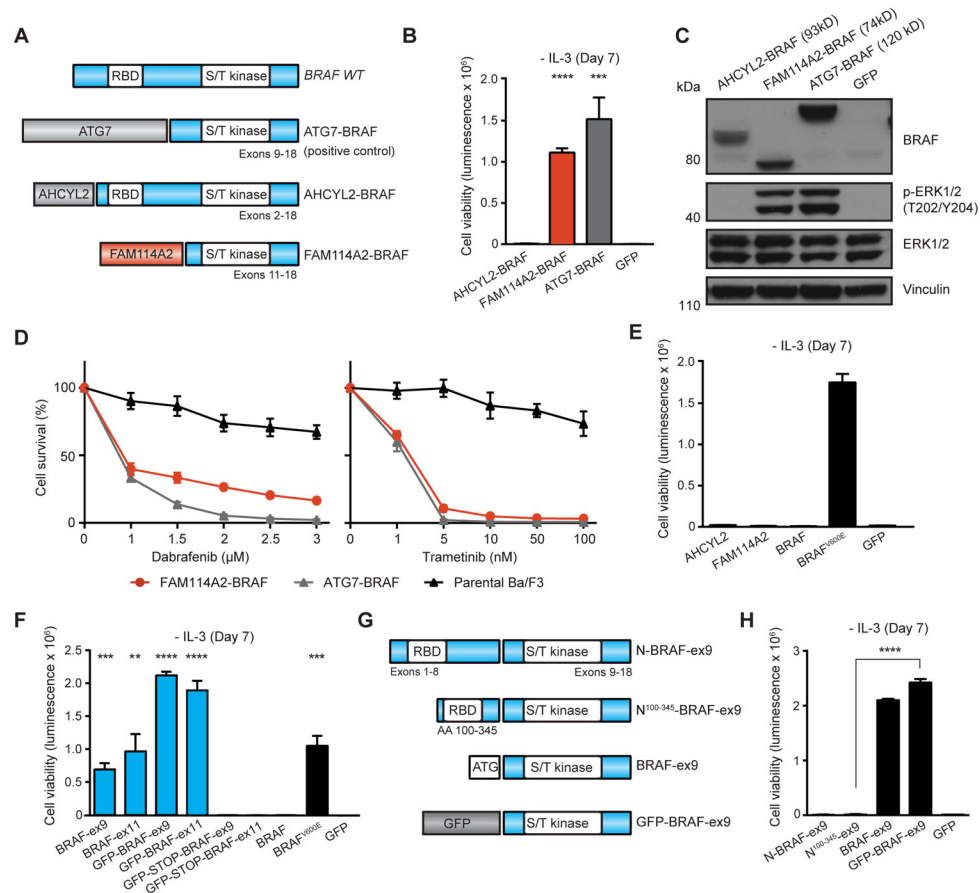 A
RBD
S/T kinase
BRAF WT
ATG7
S/T kinase
ATG7-BRAF
(positive control)
Exons 9-18
AHCYL2
RBD
S/T kinase
AHCYL2-BRAF
Exons 2-18
FAM114A2
S/T kinase
FAM114A2-BRAF
Exons 11-18
B
- IL-3 (Day 7)
Cell viability (luminescence x 10⁶)
2.0
1.5
1.0
0.5
0
****
***
AHCYL2-BRAF
FAM114A2-BRAF
ATG7-BRAF
GFP
C
AHCYL2-BRAF (93kD)
FAM114A2-BRAF (74kD)
ATG7-BRAF (120 kD)
GFP
kDa
80
40
110
BRAF
p-ERK1/2
(T202/Y204)
ERK1/2
Vinculin
D
Cell survival (%)
100
50
0
0 1 1.5 2 2.5 3
Dabrafenib (µM)
0 1 5 10 50 100
Trametinib (nM)
FAM114A2-BRAF
ATG7-BRAF
Parental Ba/F3
E
- IL-3 (Day 7)
Cell viability (luminescence x 10⁶)
2.0
1.5
1.0
0.5
0
AHCYL2
FAM114A2
BRAF
BRAFⱽ⁶⁰⁰ᴱ
GFP
F
- IL-3 (Day 7)
Cell viability (luminescence x 10⁶)
2.5
2.0
1.5
1.0
0.5
0
***
**
****
****
***
BRAF-ex9
BRAF-ex11
GFP-BRAF-ex9
GFP-BRAF-ex11
GFP-STOP-BRAF-ex9
GFP-STOP-BRAF-ex11
BRAF
BRAFⱽ⁶⁰⁰ᴱ
GFP
G
RBD
S/T kinase
N-BRAF-ex9
Exons 1-8
Exons 9-18
RBD
S/T kinase
N¹⁰⁰⁻³⁴⁵-BRAF-ex9
AA 100-345
ATG
S/T kinase
BRAF-ex9
GFP
S/T kinase
GFP-BRAF-ex9
H
- IL-3 (Day 7)
****
Cell viability (luminescence x 10⁶)
3
2
1
0
N-BRAF-ex9
N¹⁰⁰⁻³⁴⁵-ex9
BRAF-ex9
GFP-BRAF-ex9
GFP